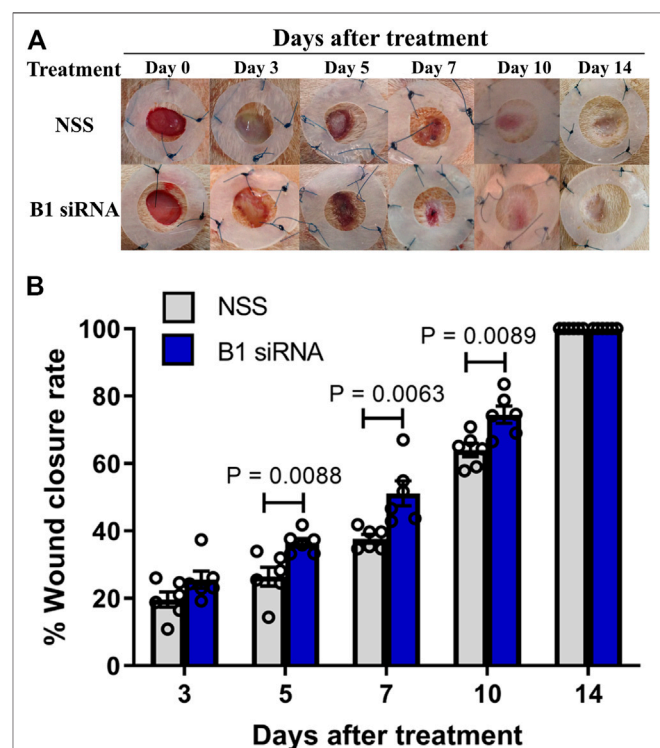 A
Days after treatment
Treatment Day 0 Day 3 Day 5 Day 7 Day 10 Day 14
NSS
B1 siRNA
B
NSS
B1 siRNA
P = 0.0089
P = 0.0063
P = 0.0088
% Wound closure rate
100
80
60
40
20
0
3 5 7 10 14
Days after treatment